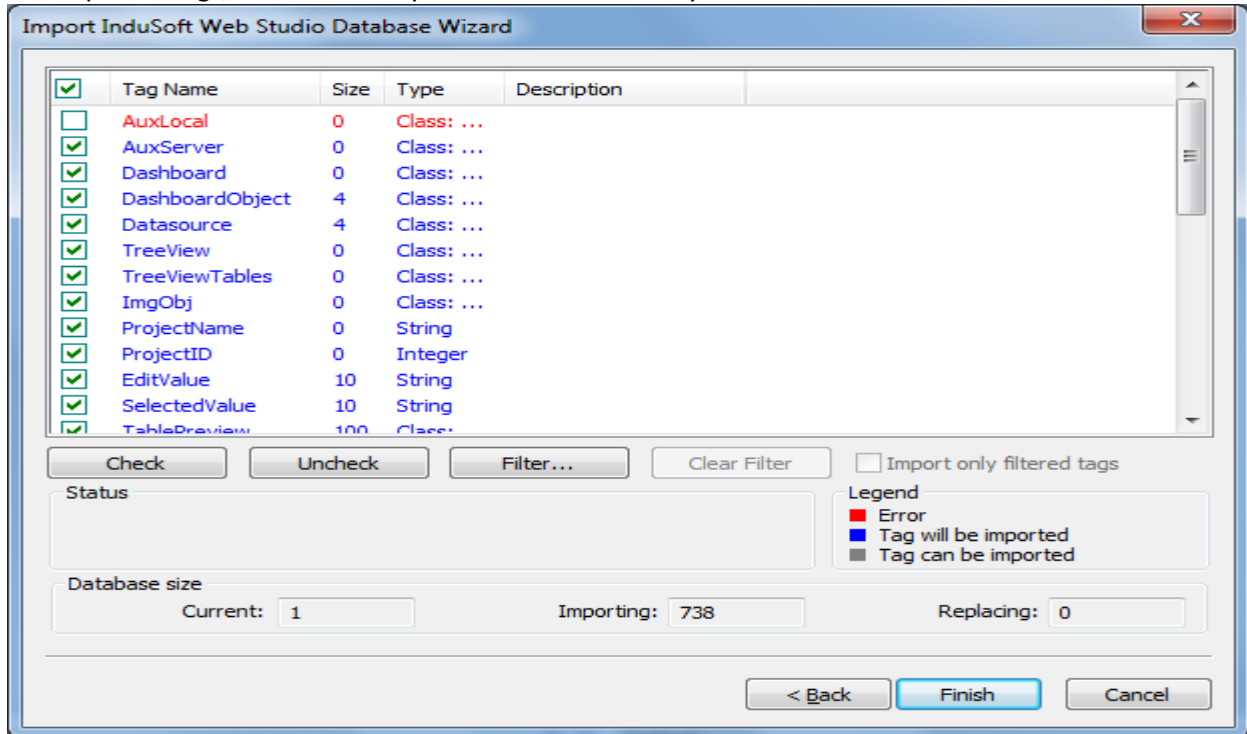 Import InduSoft Web Studio Database Wizard
Tag Name Size Type Description
AuxLocal 0 Class: ...
AuxServer 0 Class: ...
Dashboard 0 Class: ...
DashboardObject 4 Class: ...
Datasource 4 Class: ...
TreeView 0 Class: ...
TreeViewTables 0 Class: ...
ImgObj 0 Class: ...
ProjectName 0 String
ProjectID 0 Integer
EditValue 10 String
SelectedValue 10 String
TablePreview 100 Class:
Check Uncheck Filter... Clear Filter Import only filtered tags
Status Legend
Error
Tag will be imported
Tag can be imported
Database size
Current: 1 Importing: 738 Replacing: 0
< Back Finish Cancel